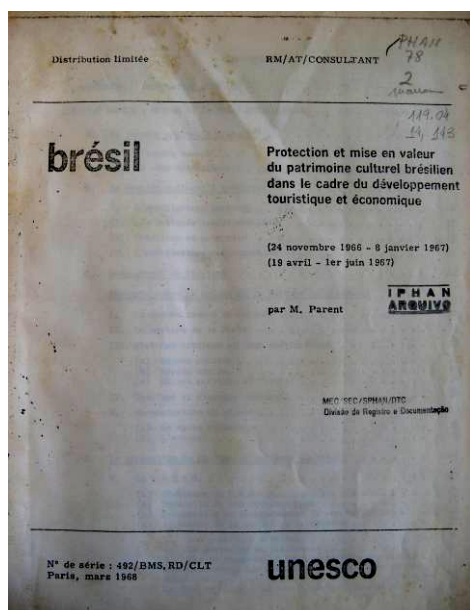 Distribution limitée
RM/AT/CONSULTANT
PHAN
78
2
119.04
brésil
Protection et mise en valeur
du patrimoine culturel brésilien
dans le cadre du développement
touristique et économique
(24 novembre 1966 - 8 janvier 1967)
(19 avril - 1er juin 1967)
par M. Parent
IPHAN
ARQUIVO
MEC SEC/SPHAN/DTC
Divisão de Registro e Documentação
N° de série : 492/BMS, RD/CLT
Paris, mars 1968
unesco